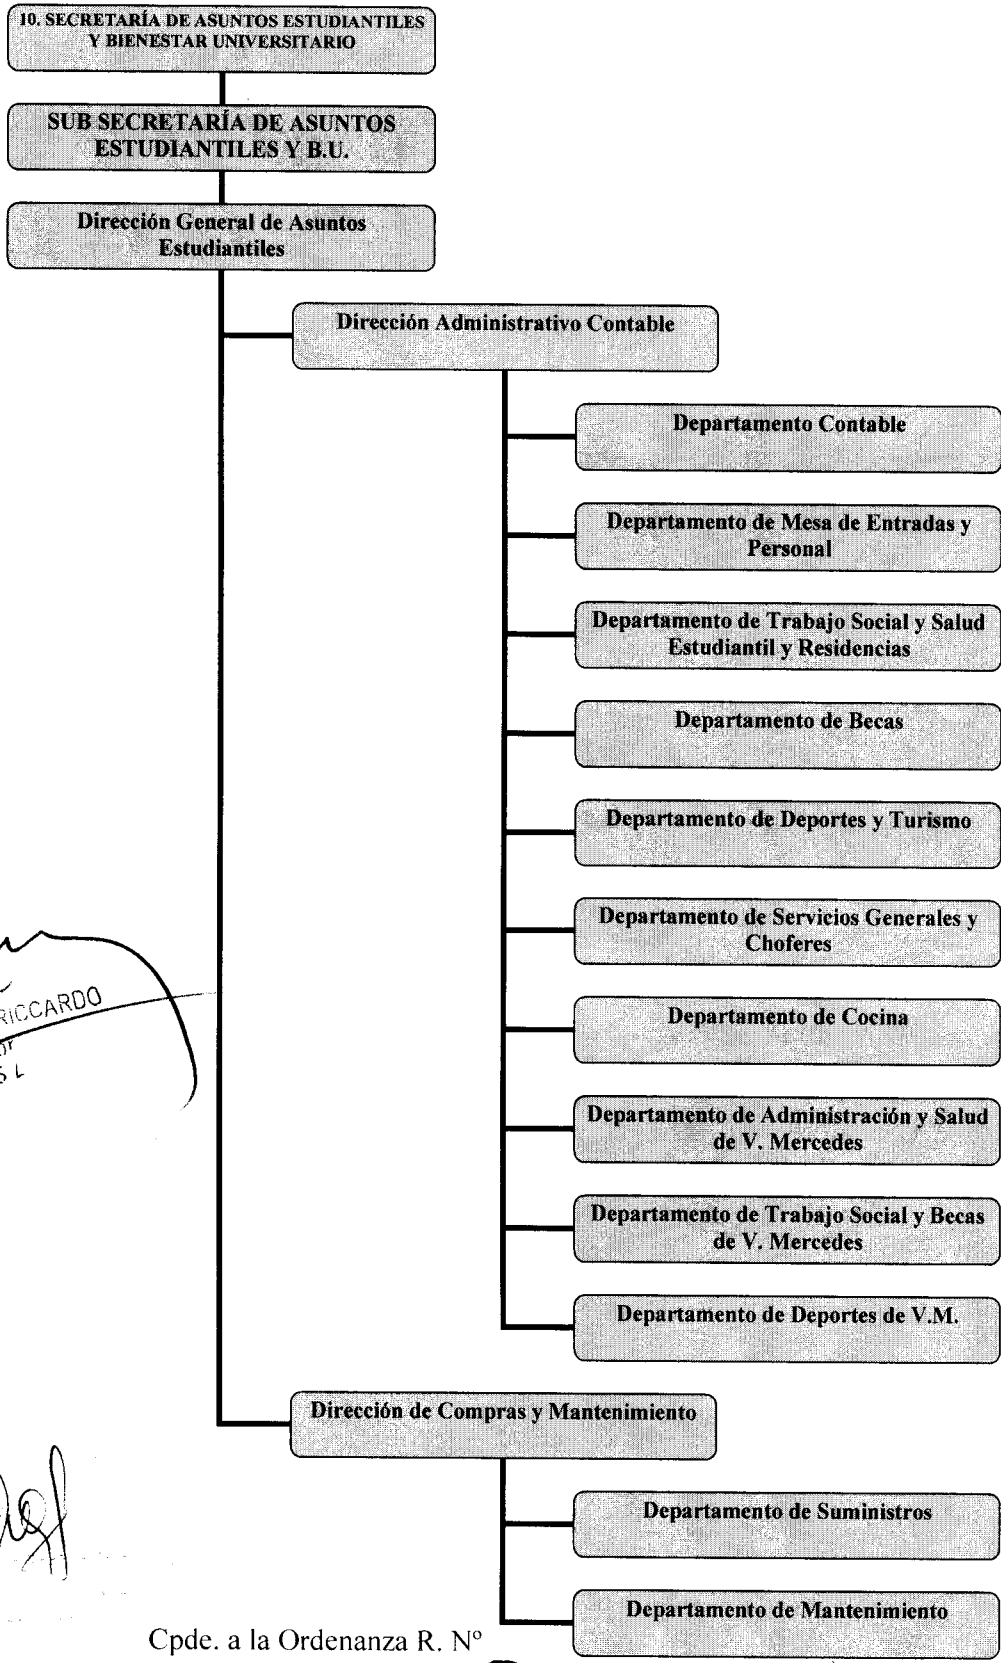 10. SECRETARÍA DE ASUNTOS ESTUDIANTILES
Y BIENESTAR UNIVERSITARIO
SUB SECRETARÍA DE ASUNTOS
ESTUDIANTILES Y B.U.
Dirección General de Asuntos
Estudiantiles
Dirección Administrativo Contable
Departamento Contable
Departamento de Mesa de Entradas y
Personal
Departamento de Trabajo Social y Salud
Estudiantil y Residencias
Departamento de Becas
Departamento de Deportes y Turismo
Departamento de Servicios Generales y
Choferes
RICCARDO
Departamento de Cocina
Departamento de Administración y Salud
de V. Mercedes
Departamento de Trabajo Social y Becas
de V. Mercedes
Departamento de Deportes de V.M.
Dirección de Compras y Mantenimiento
Departamento de Suministros
Departamento de Mantenimiento
Cpde. a la Ordenanza R. Nº